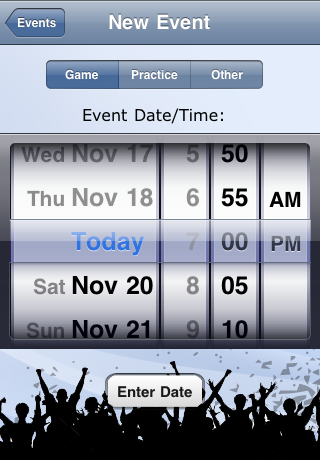 Events New Event
Game Practice Other
Event Date/Time:
Wed Nov 17 5 50
Thu Nov 18 6 55 AM
Today 7 00 PM
Sat Nov 20 8 05
Sun Nov 21 9 10
Enter Date